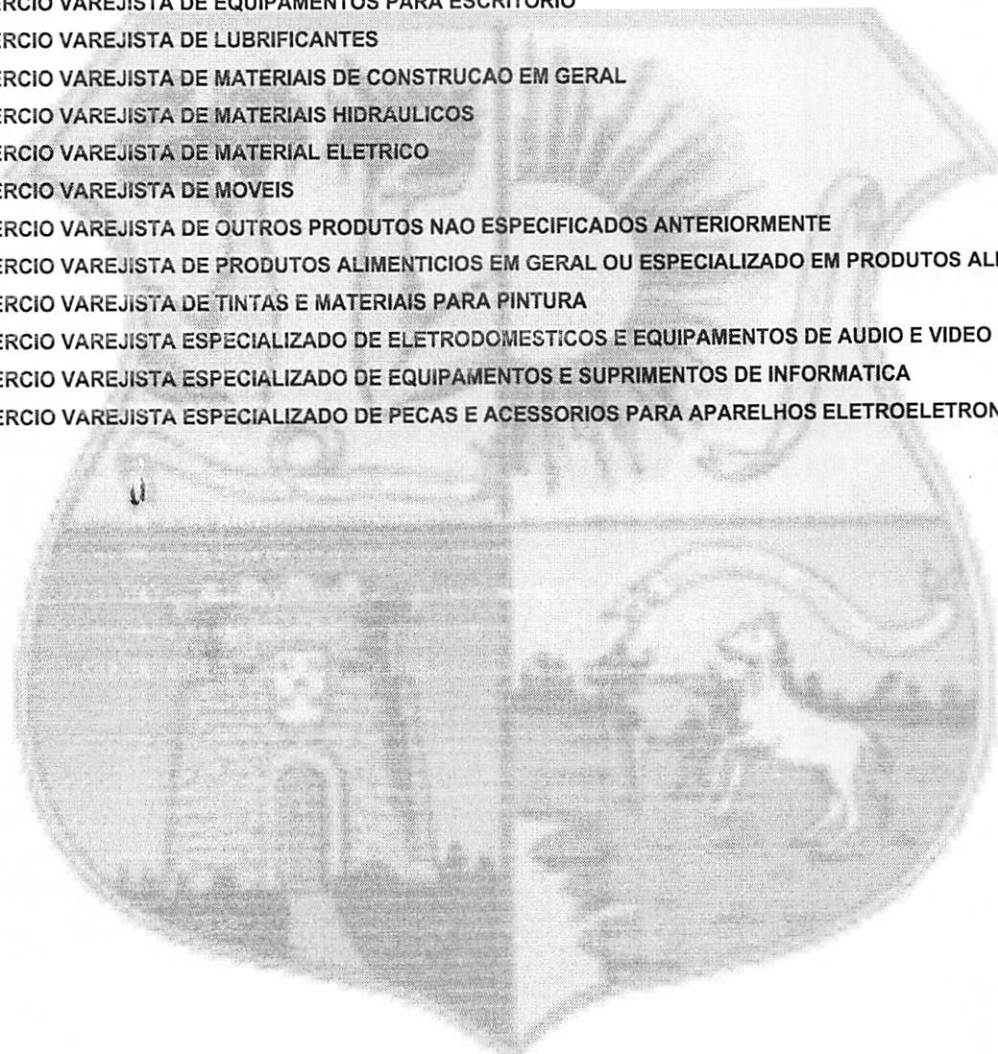 ERCIO VAREJISTA DE EQUIPAMENTOS PARA ESCRITORIO
ERCIO VAREJISTA DE LUBRIFICANTES
ERCIO VAREJISTA DE MATERIAIS DE CONSTRUCAO EM GERAL
ERCIO VAREJISTA DE MATERIAIS HIDRAULICOS
ERCIO VAREJISTA DE MATERIAL ELETRICO
ERCIO VAREJISTA DE MOVEIS
ERCIO VAREJISTA DE OUTROS PRODUTOS NAO ESPECIFICADOS ANTERIORMENTE
ERCIO VAREJISTA DE PRODUTOS ALIMENTICIOS EM GERAL OU ESPECIALIZADO EM PRODUTOS ALI
ERCIO VAREJISTA DE TINTAS E MATERIAIS PARA PINTURA
ERCIO VAREJISTA ESPECIALIZADO DE ELETRODOMESTICOS E EQUIPAMENTOS DE AUDIO E VIDEO
ERCIO VAREJISTA ESPECIALIZADO DE EQUIPAMENTOS E SUPRIMENTOS DE INFORMATICA
ERCIO VAREJISTA ESPECIALIZADO DE PECAS E ACESSORIOS PARA APARELHOS ELETROELETRON